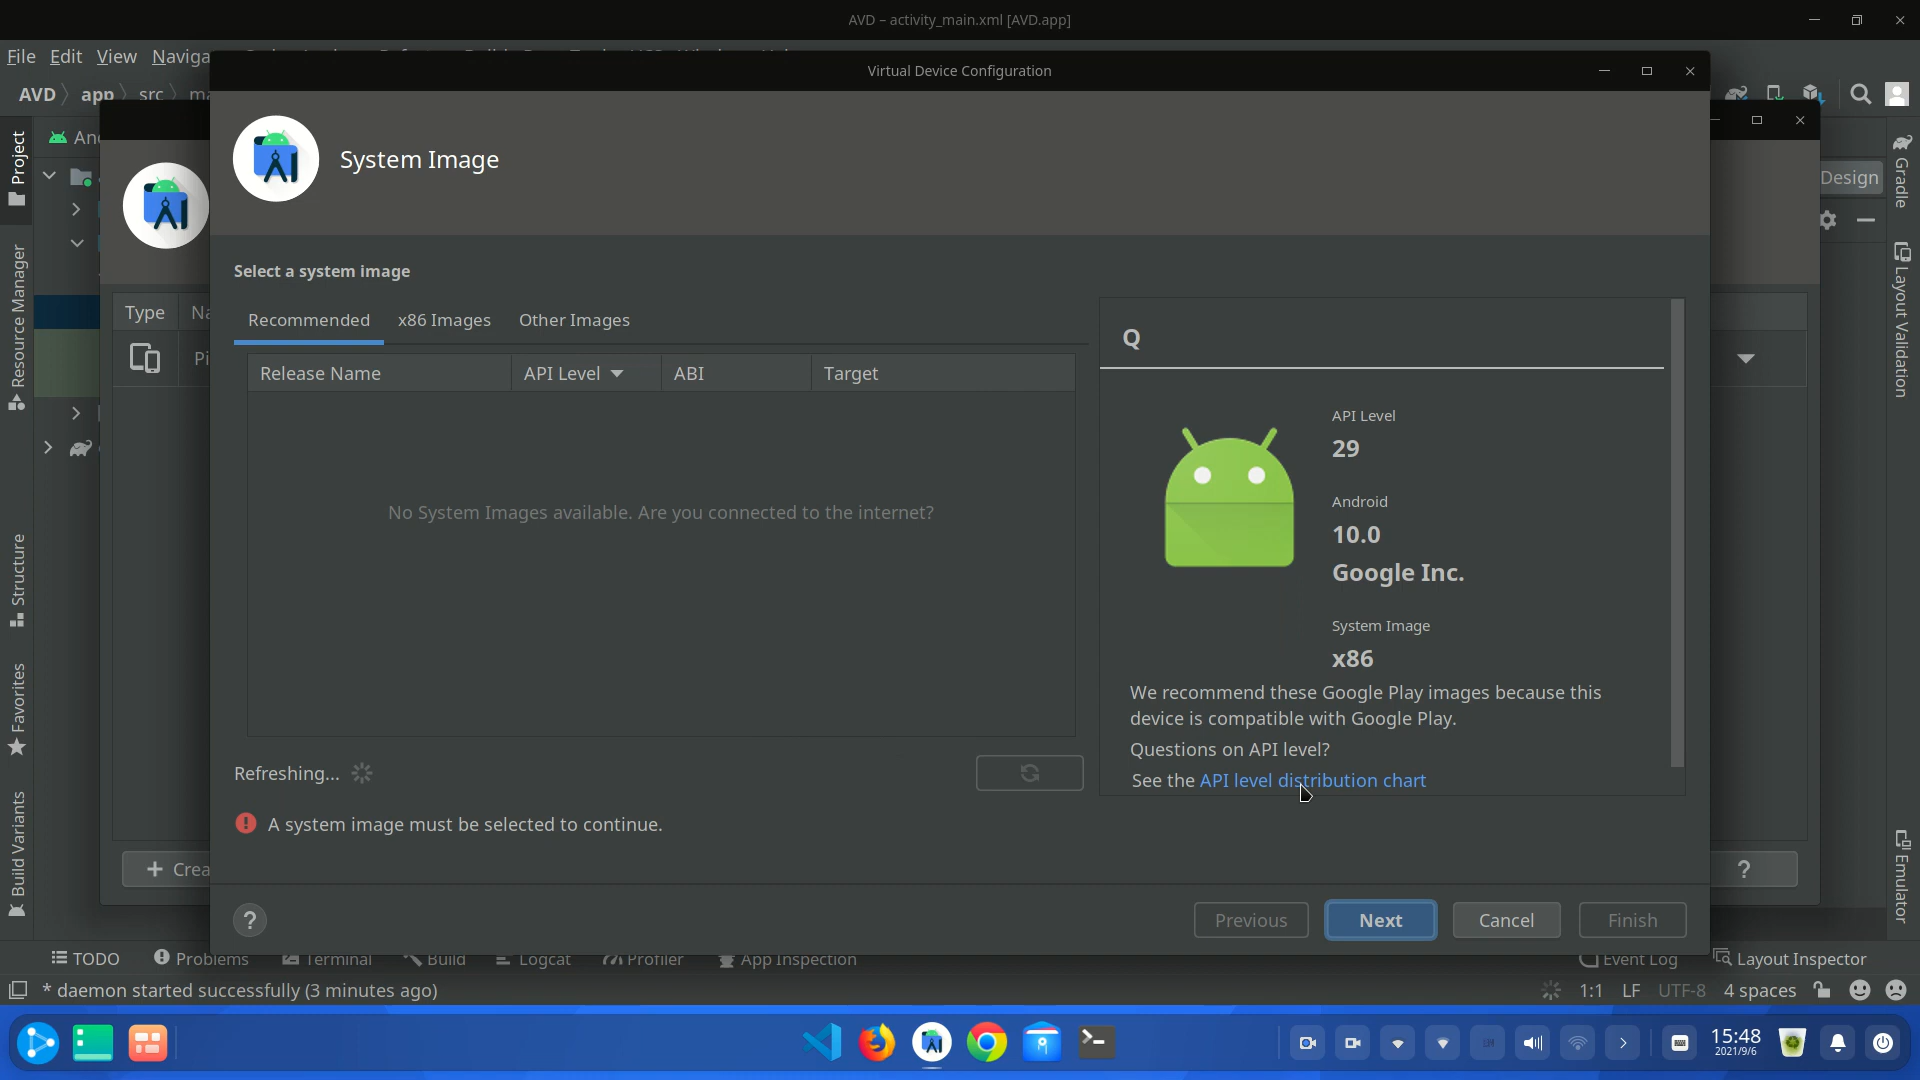 AVD – activity_main.xml [AVD.app]
File Edit View Naviga
Virtual Device Configuration
AVD app src ma
Project
And
System Image
Design
Gradle
Resource Manager
Select a system image
Type Na
Recommended x86 Images Other Images
Q
Layout Validation
Pi
Release Name API Level ABI Target
API Level
29
No System Images available. Are you connected to the internet?
Android
10.0
Google Inc.
Structure
System Image
x86
We recommend these Google Play images because this
device is compatible with Google Play.
Questions on API level?
See the API level distribution chart
Favorites
Refreshing...
A system image must be selected to continue.
Build Variants
Crea
?
Emulator
? Previous Next Cancel Finish
TODO Problems Terminal Build Logcat Profiler App Inspection Event Log Layout Inspector
* daemon started successfully (3 minutes ago) 1:1 LF UTF-8 4 spaces
15:48
2021/9/6